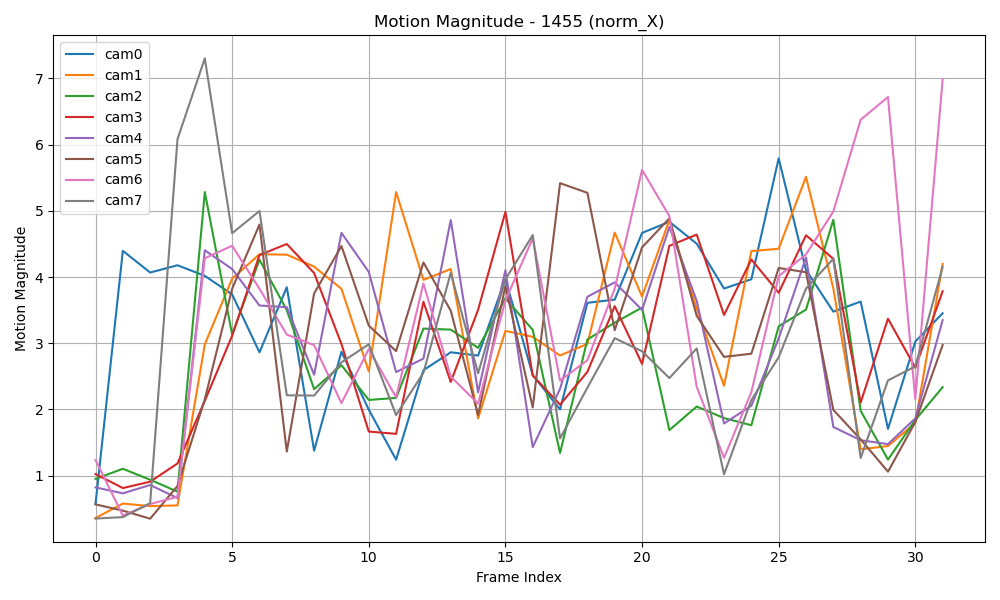 Motion Magnitude - 1455 (norm_X)
cam0
cam1
cam2
cam3
cam4
cam5
cam6
cam7
Motion Magnitude
7
6
5
4
3
2
1
0 5 10 15 20 25 30
Frame Index